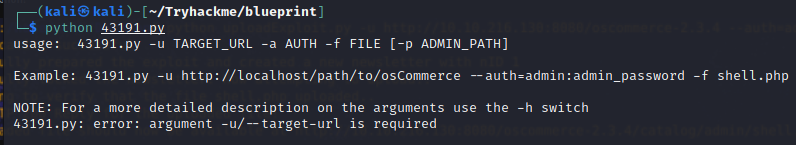 ┌──(kali㉿kali)-[~/Tryhackme/blueprint]
└─$ python 43191.py
usage:  43191.py -u TARGET_URL -a AUTH -f FILE [-p ADMIN_PATH]
Example: 43191.py -u http://localhost/path/to/osCommerce --auth=admin:admin_password -f shell.php
NOTE: For a more detailed description on the arguments use the -h switch
43191.py: error: argument -u/--target-url is required